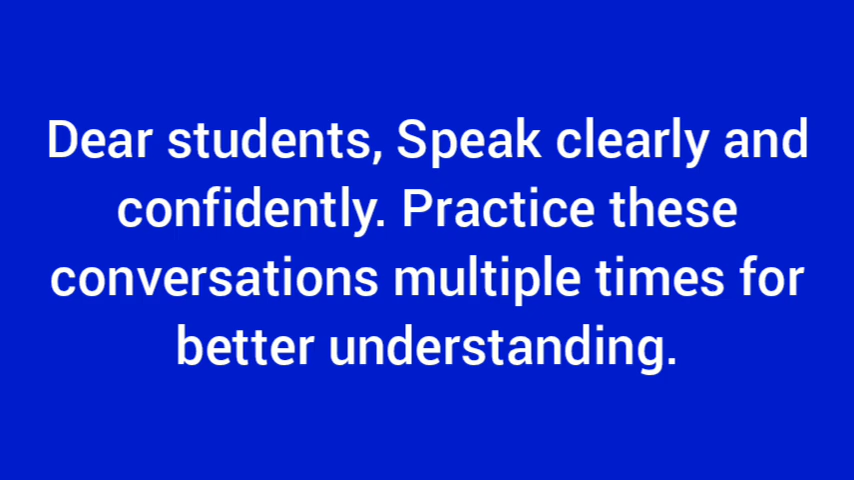 Dear students, Speak clearly and
confidently. Practice these
conversations multiple times for
better understanding.